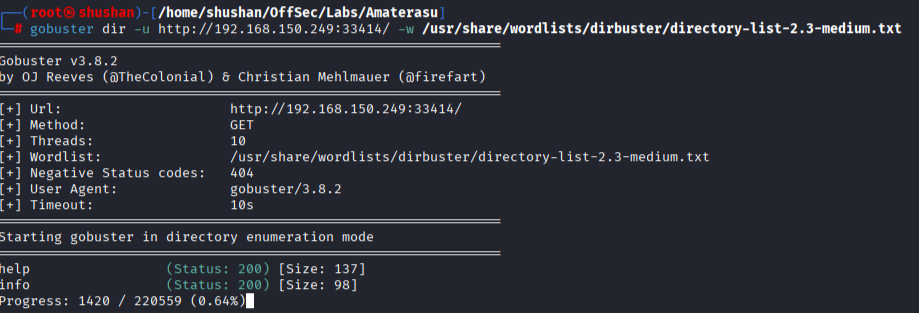 ┌──(root㉿shushan)-[/home/shushan/OffSec/Labs/Amaterasu]
└─# gobuster dir -u http://192.168.150.249:33414/ -w /usr/share/wordlists/dirbuster/directory-list-2.3-medium.txt
===============================================================
Gobuster v3.8.2
by OJ Reeves (@TheColonial) & Christian Mehlmauer (@firefart)
===============================================================
[+] Url:                     http://192.168.150.249:33414/
[+] Method:                  GET
[+] Threads:                 10
[+] Wordlist:                /usr/share/wordlists/dirbuster/directory-list-2.3-medium.txt
[+] Negative Status codes:   404
[+] User Agent:              gobuster/3.8.2
[+] Timeout:                 10s
===============================================================
Starting gobuster in directory enumeration mode
===============================================================
help                 (Status: 200) [Size: 137]
info                 (Status: 200) [Size: 98]
Progress: 1420 / 220559 (0.64%)